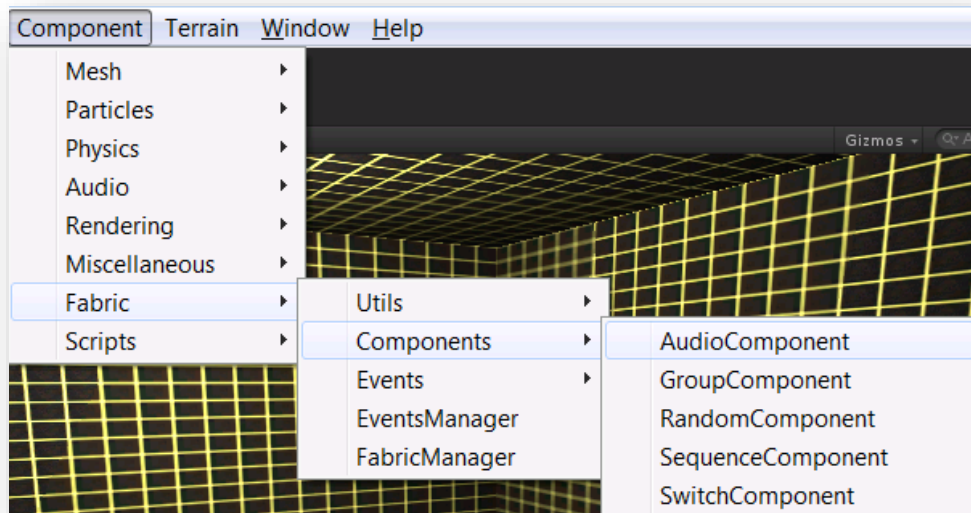 Component Terrain Window Help
Mesh
Particles
Physics
Audio
Rendering
Miscellaneous
Fabric
Scripts
Gizmos
Utils
Components
Events
EventsManager
FabricManager
AudioComponent
GroupComponent
RandomComponent
SequenceComponent
SwitchComponent